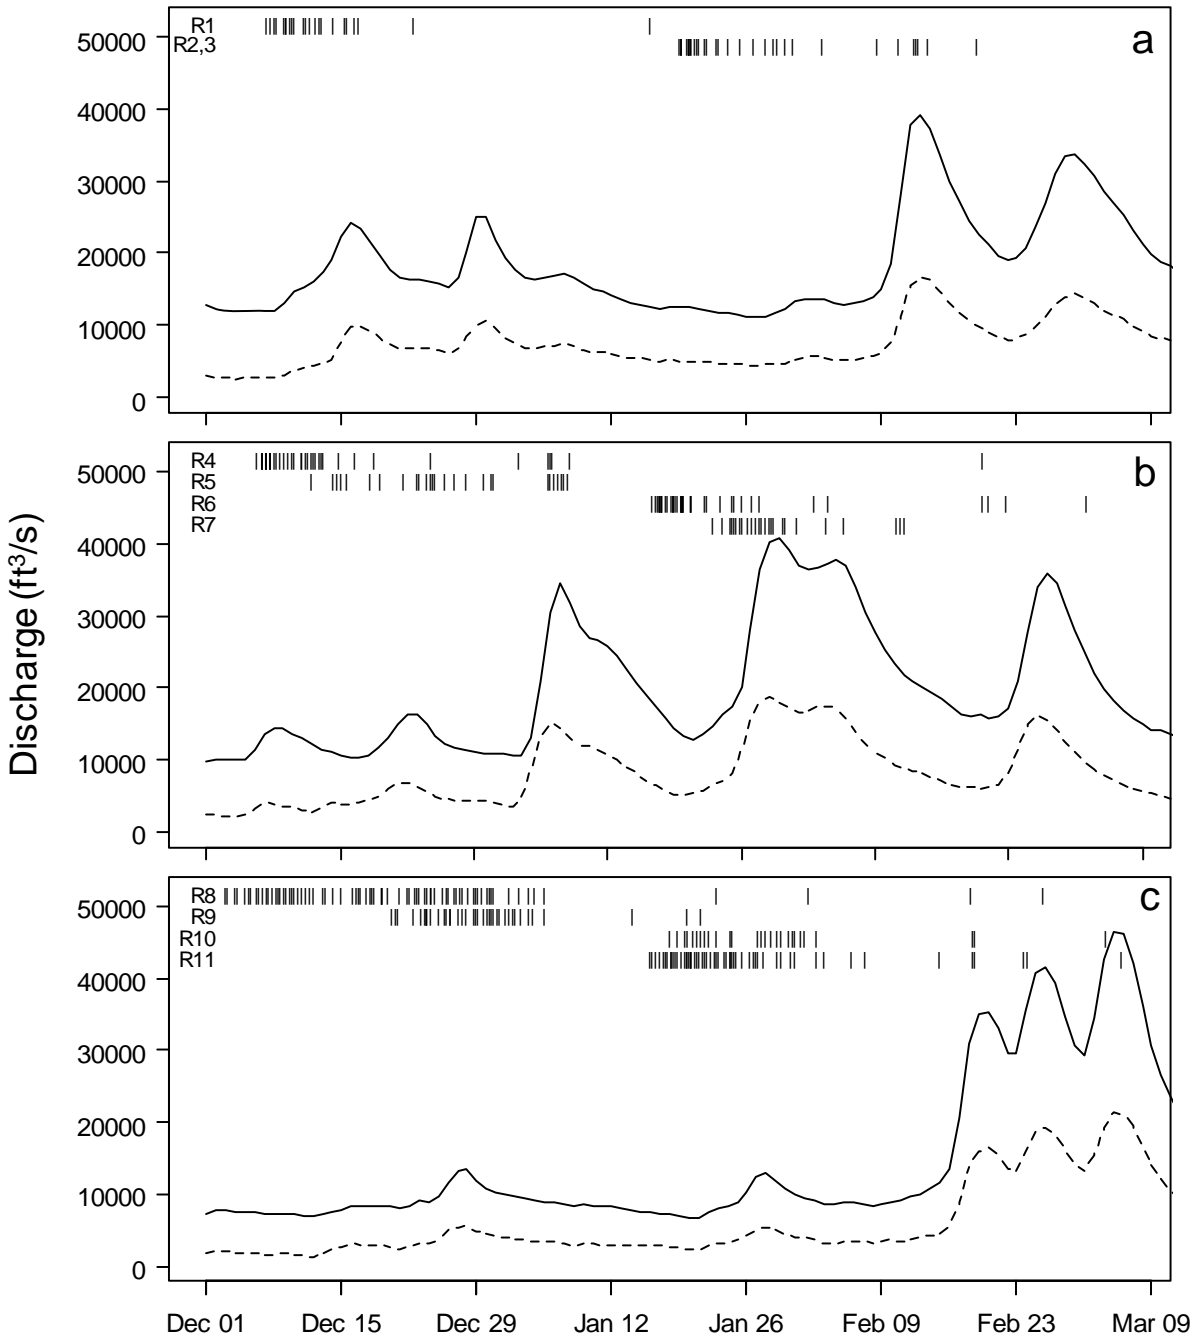 R1
a
50000
R2,3
40000
30000
20000
10000
0
R4
b
50000
R5
R6
R7
40000
30000
20000
10000
0
Discharge (ft³/s)
R8
c
50000
R9
R10
R11
40000
30000
20000
10000
0
Dec 01 Dec 15 Dec 29 Jan 12 Jan 26 Feb 09 Feb 23 Mar 09